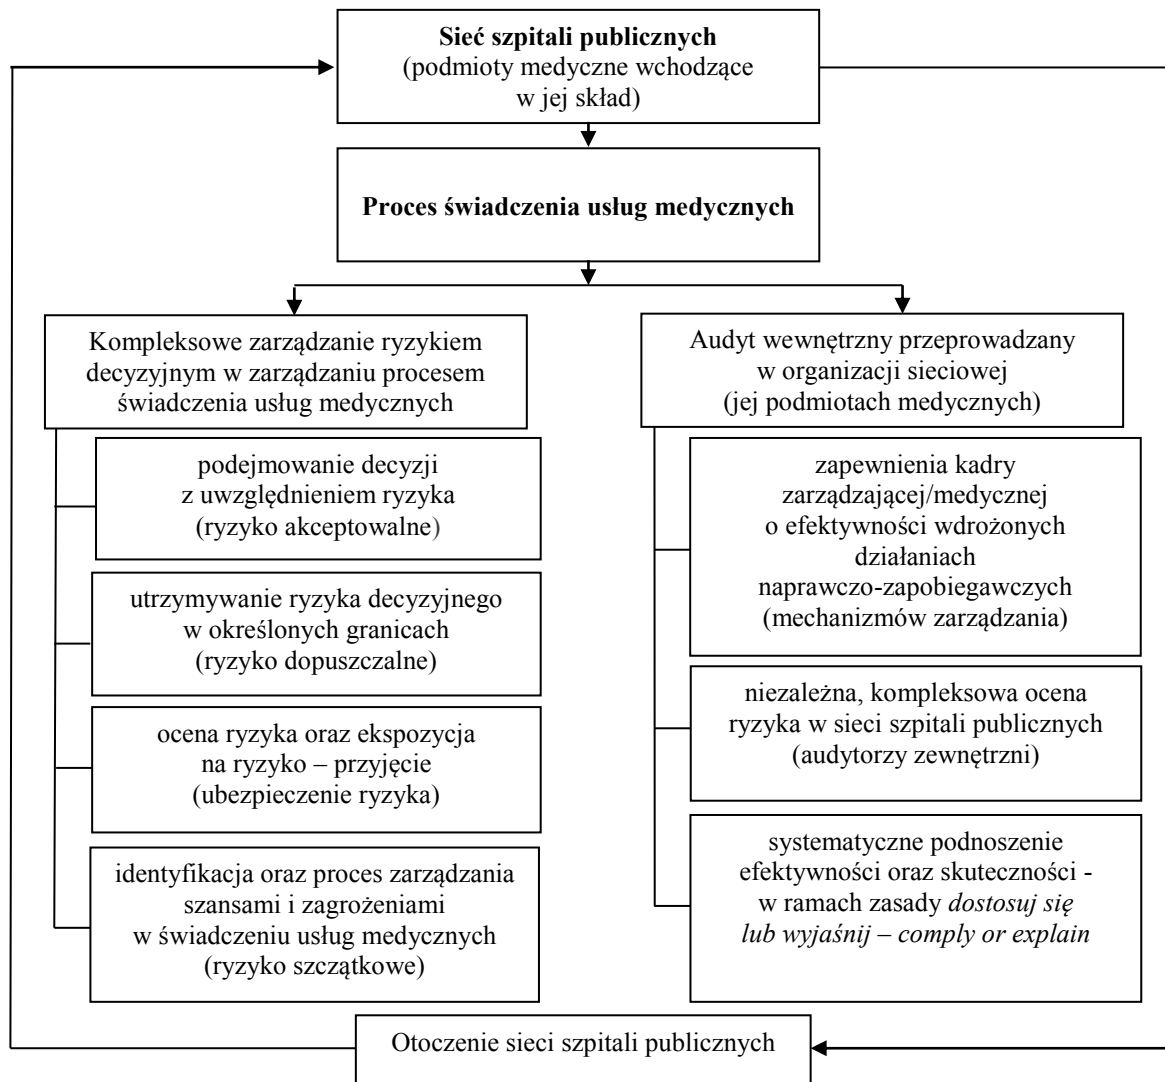 Sieć szpitali publicznych
(podmioty medyczne wchodzące
w jej skład)
Proces świadczenia usług medycznych
Kompleksowe zarządzanie ryzykiem
decyzyjnym w zarządzaniu procesem
świadczenia usług medycznych
podejmowanie decyzji
z uwzględnieniem ryzyka
(ryzyko akceptowalne)
utrzymywanie ryzyka decyzyjnego
w określonych granicach
(ryzyko dopuszczalne)
ocena ryzyka oraz ekspozycja
na ryzyko – przyjęcie
(ubezpieczenie ryzyka)
identyfikacja oraz proces zarządzania
szansami i zagrożeniami
w świadczeniu usług medycznych
(ryzyko szczątkowe)
Audyt wewnętrzny przeprowadzany
w organizacji sieciowej
(jej podmiotach medycznych)
zapewnienia kadry
zarządzającej/medycznej
o efektywności wdrożonych
działaniach
naprawczo-zapobiegawczych
(mechanizmów zarządzania)
niezależna, kompleksowa ocena
ryzyka w sieci szpitali publicznych
(audytorzy zewnętrzni)
systematyczne podnoszenie
efektywności oraz skuteczności -
w ramach zasady dostosuj się
lub wyjaśnij – comply or explain
Otoczenie sieci szpitali publicznych